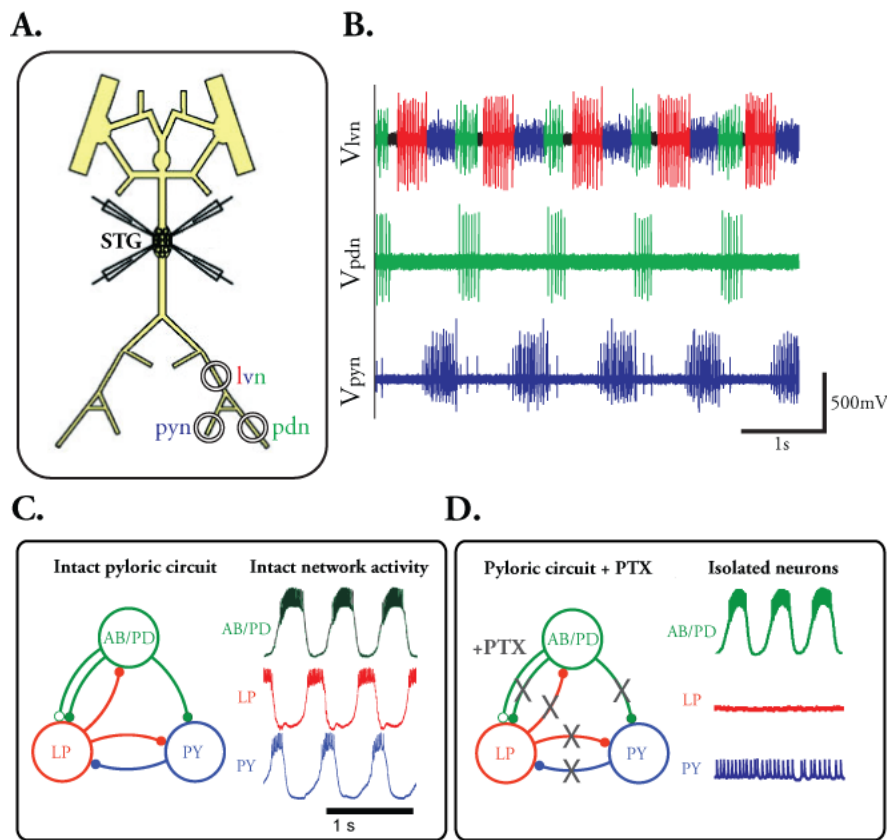 A.
STG
lvn
pyn
pdn
B.
Vlvn
Vpdn
Vpyn
500mV
1s
C.
Intact pyloric circuit
Intact network activity
AB/PD
LP
PY
AB/PD
LP
PY
1 s
D.
Pyloric circuit + PTX
Isolated neurons
+PTX
AB/PD
X
X
X
X
X
LP
PY
AB/PD
LP
PY